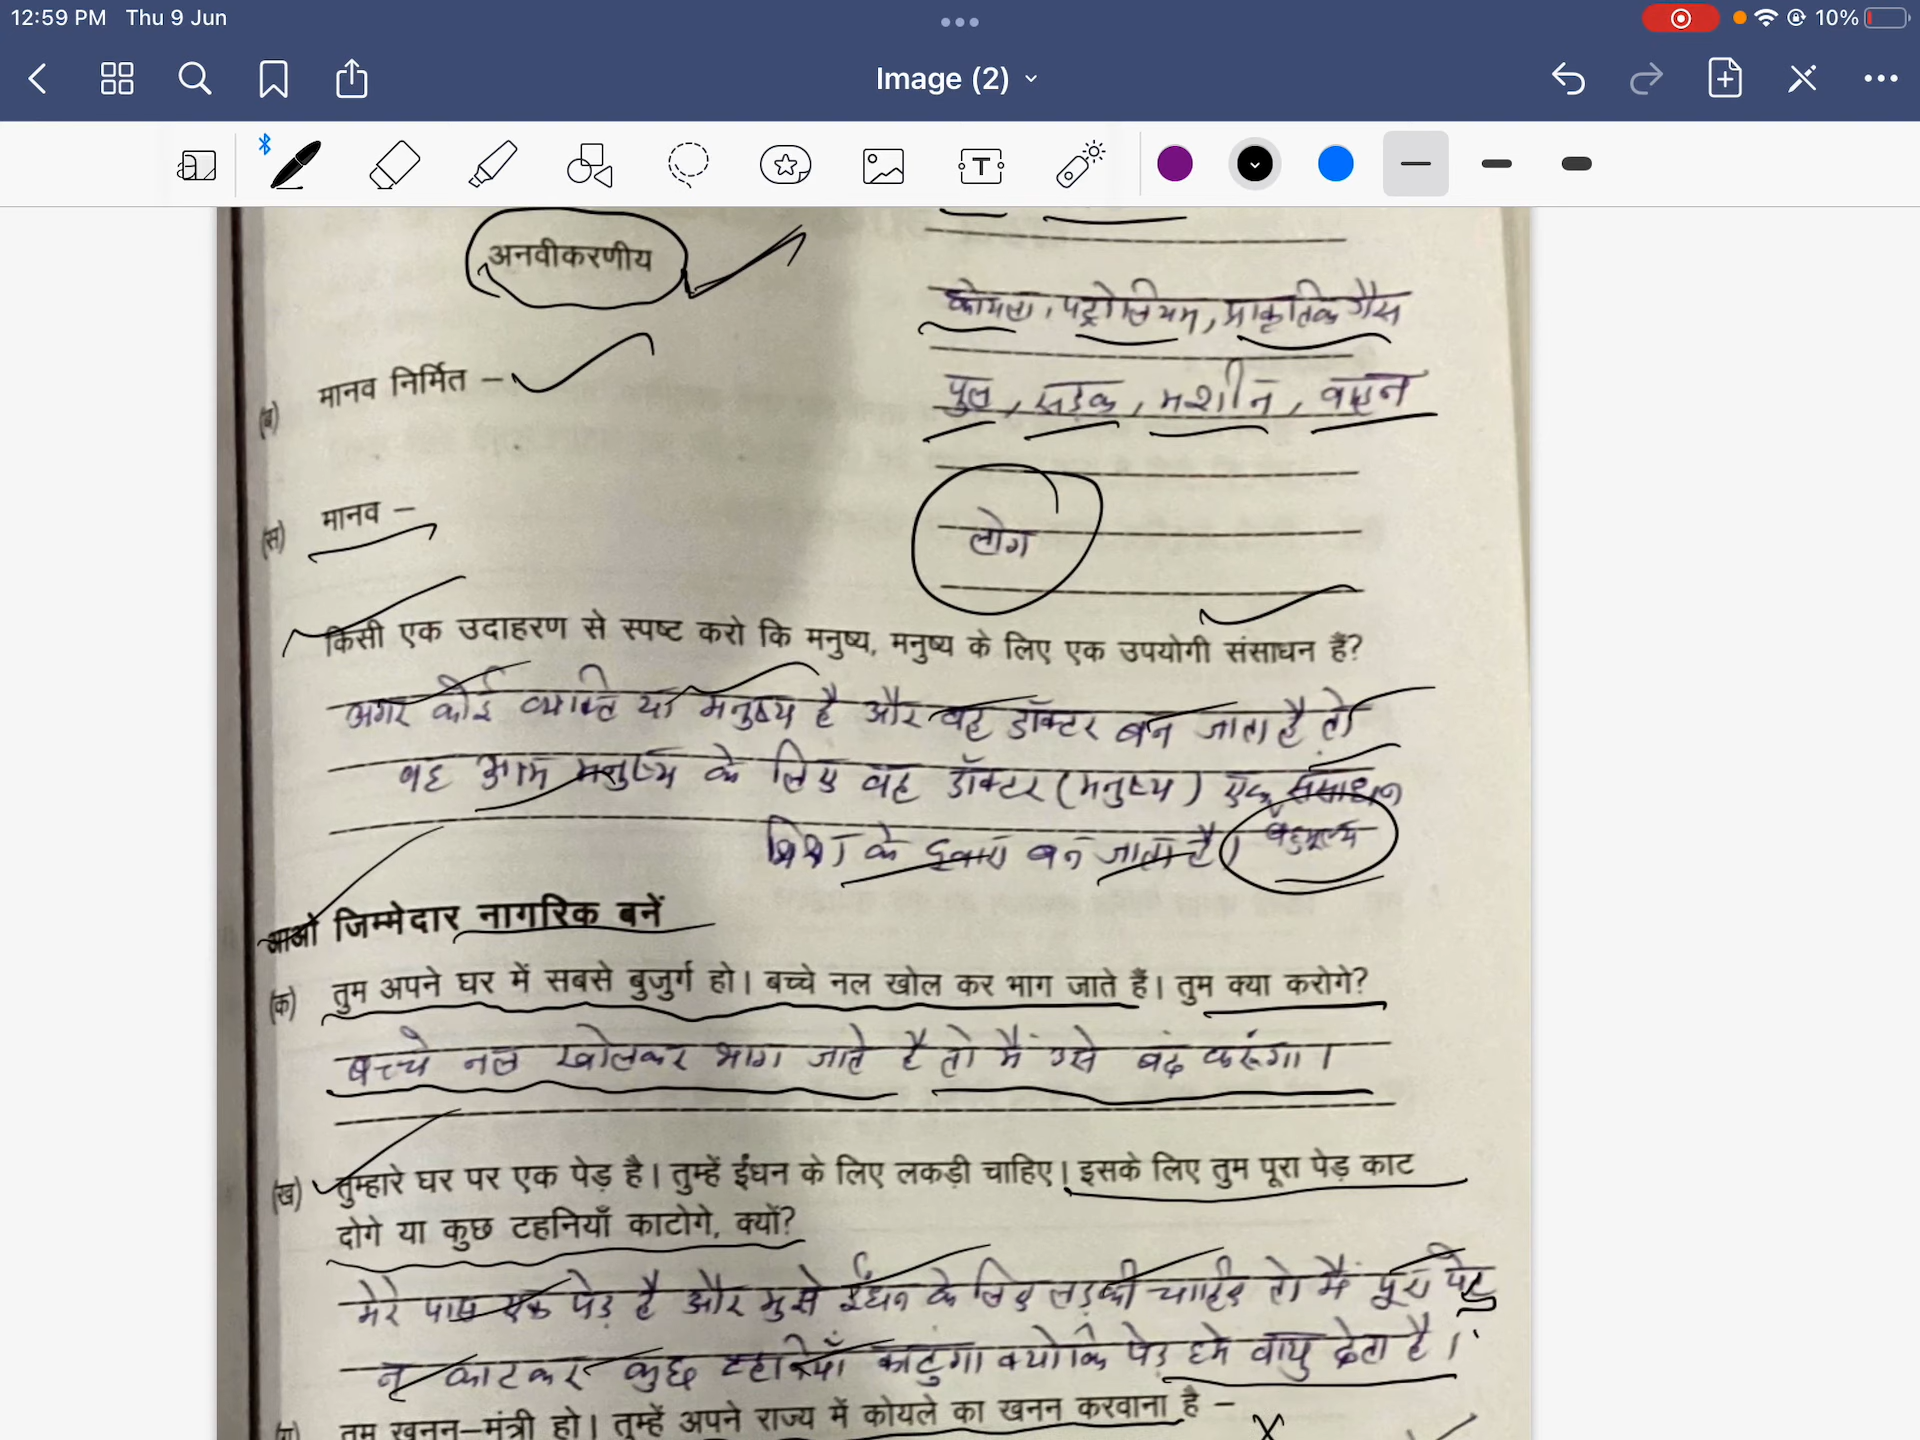 12:59 PM Thu 9 Jun
10%
Image (2)
अनवीकरणीय
कोयला, पट्रोलियम, प्राकृतिक गैस
(ब) मानव निर्मित –
पुल, सड़क, मशीन, वाहन
(स) मानव –
लोग
किसी एक उदाहरण से स्पष्ट करो कि मनुष्य, मनुष्य के लिए एक उपयोगी संसाधन हैं?
अगर कोई व्यक्ति या मनुष्य है और वह डॉक्टर बन जाता है तो
वह आम मनुष्य के लिए वह डॉक्टर (मनुष्य) एक संसाधन
के द्वारा बन जाता है। बहुमूल्य
आओ जिम्मेदार नागरिक बनें
(क) तुम अपने घर में सबसे बुजुर्ग हो। बच्चे नल खोल कर भाग जाते हैं। तुम क्या करोगे?
बच्चे नल खोलकर भाग जाते है तो मैं उसे बंद करूंगा।
(ख) तुम्हारे घर पर एक पेड़ है। तुम्हें ईंधन के लिए लकड़ी चाहिए। इसके लिए तुम पूरा पेड़ काट
दोगे या कुछ टहनियाँ काटोगे, क्यों?
मेरे पास एक पेड़ है और मुझे ईंधन के लिए लड़की चाहिए तो मैं पूरा पेड़
न काटकर कुछ टहनियाँ काटुंगा क्योकि पेड़ हमे वायु देता है।
(ग) तुम खनन–मंत्री हो। तुम्हें अपने राज्य में कोयले का खनन करवाना है –